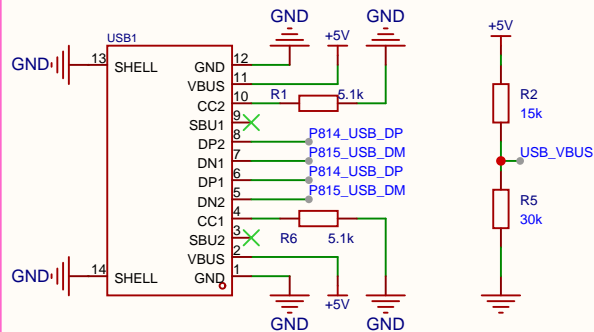 GND
GND
USB1
+5V
+5V
GND
13
SHELL
GND
12
VBUS
11
CC2
10
R1
5.1k
R2
15k
SBU1
9
DP2
8
P814_USB_DP
DN1
7
P815_USB_DM
USB_VBUS
DP1
6
P814_USB_DP
DN2
5
P815_USB_DM
R5
30k
CC1
4
R6
5.1k
SBU2
3
VBUS
2
GND
14
SHELL
GND
1
+5V
GND
GND